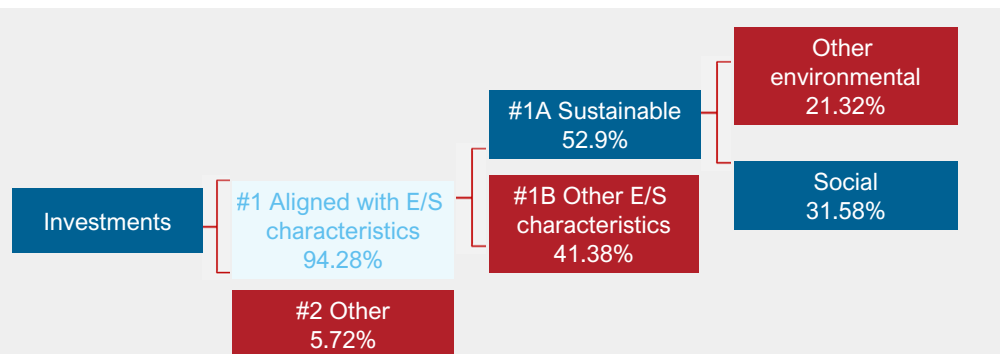 Investments
#1 Aligned with E/S
characteristics
94.28%
#2 Other
5.72%
#1A Sustainable
52.9%
#1B Other E/S
characteristics
41.38%
Other
environmental
21.32%
Social
31.58%